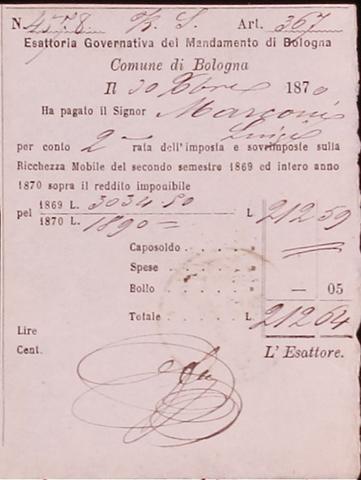 N. 4578 R. S. Art. 367
Esattoria Governativa del Mandamento di Bologna
Comune di Bologna
Il 30 Xbre 1870
Ha pagato il Signor Marconi
Luigi
per conto 2ª rata dell'imposta e sovrimposte sulla
Ricchezza Mobile del secondo semestre 1869 ed intero anno
1870 sopra il reddito imponibile
pel 1869 L. 3034 50
1870 L. 1890 — L 212 59
Caposoldo . . .
Spese . . .
Bollo . . . — 05
Totale . . . L. 212 64
Lire
Cent.
L'Esattore.